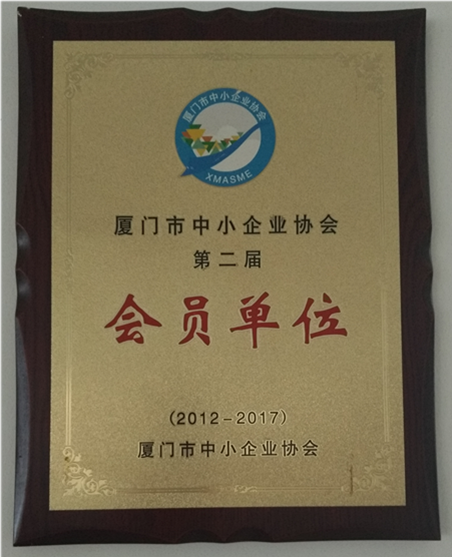 厦门市中小企业协会
XMASME
厦门市中小企业协会
第二届
会员单位
(2012-2017)
厦门市中小企业协会